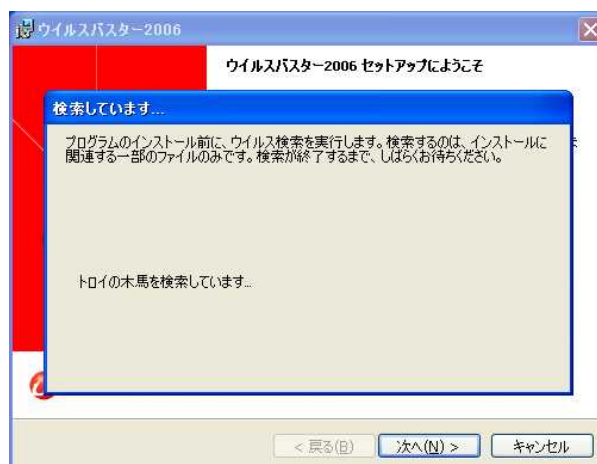 ウイルスバスター2006
ウイルスバスター2006 セットアップにようこそ
検索しています...
プログラムのインストール前に、ウイルス検索を実行します。検索するのは、インストールに
関連する一部のファイルのみです。検索が終了するまで、しばらくお待ちください。
トロイの木馬を検索しています...
< 戻る(B)
次へ(N) >
キャンセル